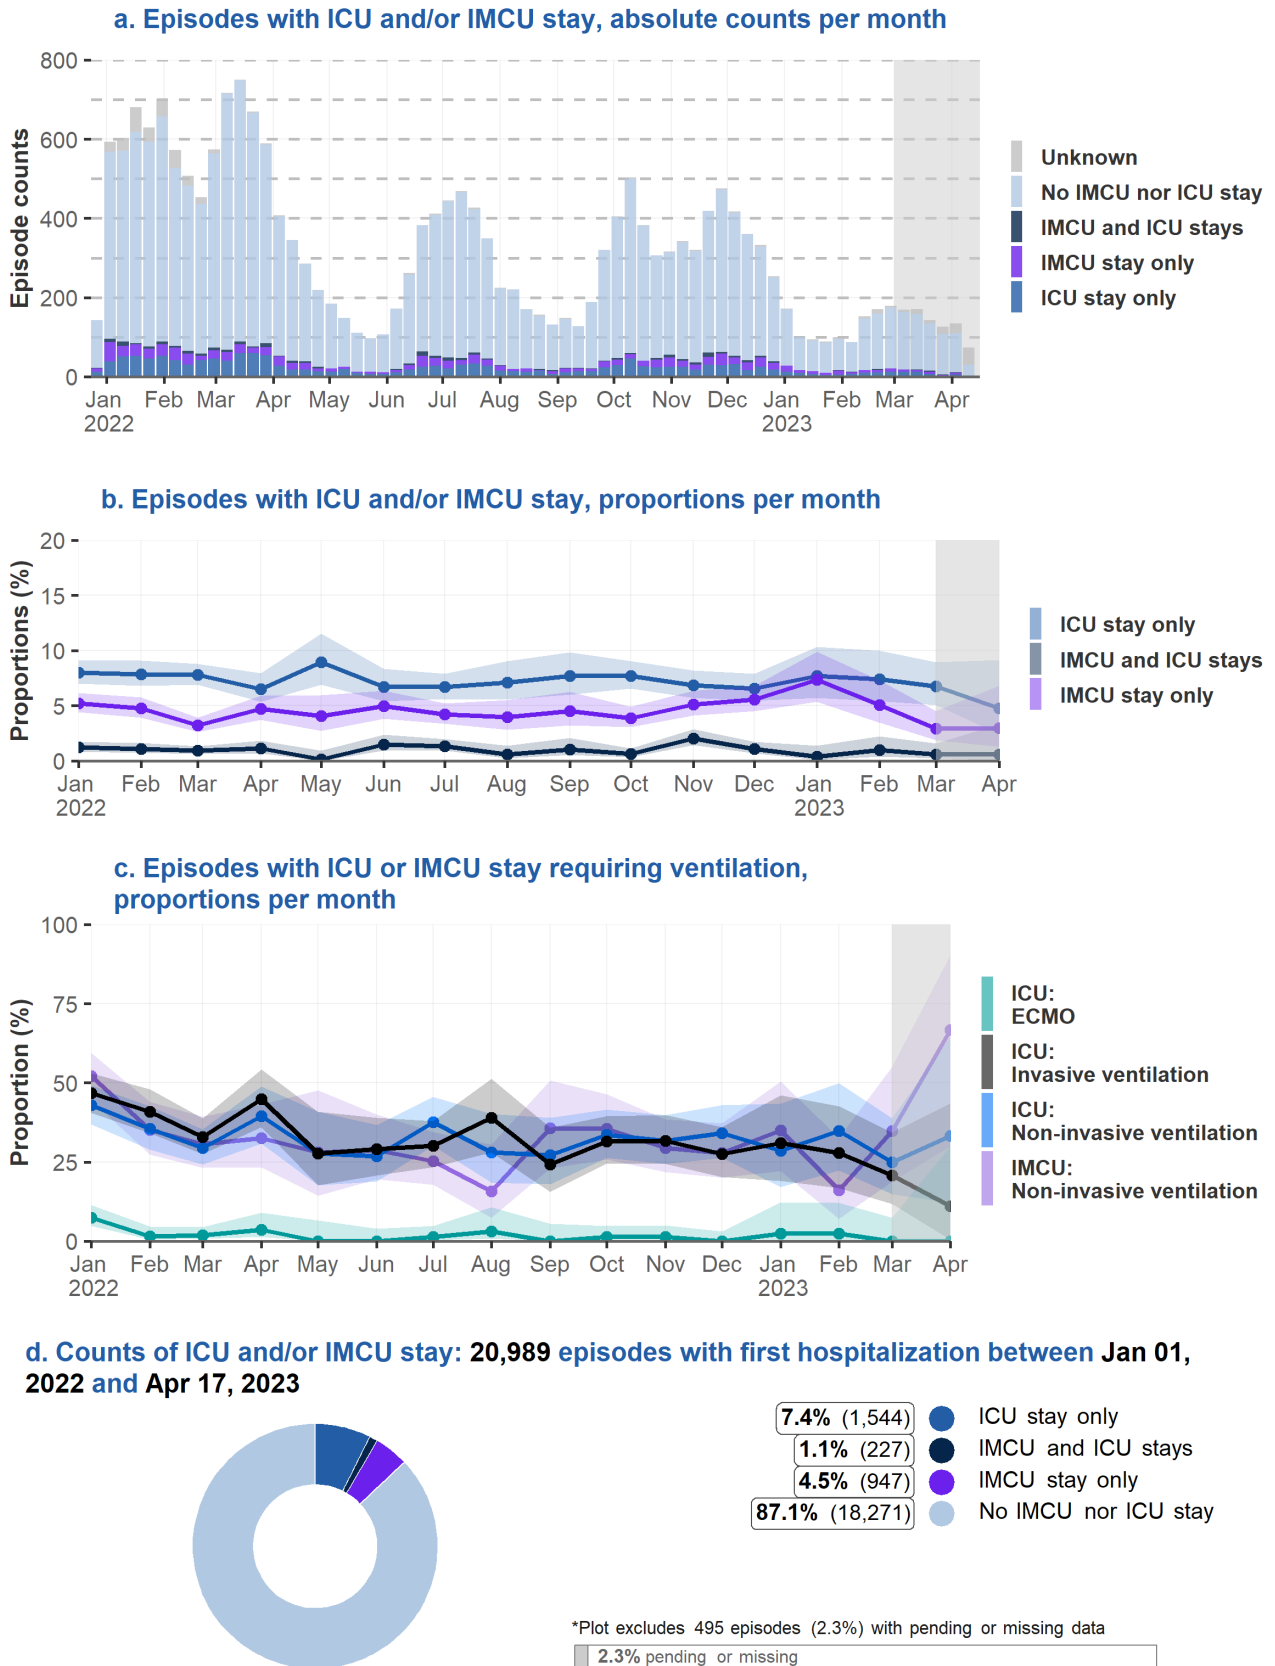 a. Episodes with ICU and/or IMCU stay, absolute counts per month
Episode counts
800
600
400
200
0
Jan Feb Mar Apr May Jun Jul Aug Sep Oct Nov Dec Jan Feb Mar Apr
2022 2023
Unknown
No IMCU nor ICU stay
IMCU and ICU stays
IMCU stay only
ICU stay only
b. Episodes with ICU and/or IMCU stay, proportions per month
Proportions (%)
20
15
10
5
0
Jan Feb Mar Apr May Jun Jul Aug Sep Oct Nov Dec Jan Feb Mar Apr
2022 2023
ICU stay only
IMCU and ICU stays
IMCU stay only
c. Episodes with ICU or IMCU stay requiring ventilation,
proportions per month
Proportion (%)
100
75
50
25
0
Jan Feb Mar Apr May Jun Jul Aug Sep Oct Nov Dec Jan Feb Mar Apr
2022 2023
ICU:
ECMO
ICU:
Invasive ventilation
ICU:
Non-invasive ventilation
IMCU:
Non-invasive ventilation
d. Counts of ICU and/or IMCU stay: 20,989 episodes with first hospitalization between Jan 01,
2022 and Apr 17, 2023
7.4% (1,544) ICU stay only
1.1% (227) IMCU and ICU stays
4.5% (947) IMCU stay only
87.1% (18,271) No IMCU nor ICU stay
*Plot excludes 495 episodes (2.3%) with pending or missing data
2.3% pending or missing